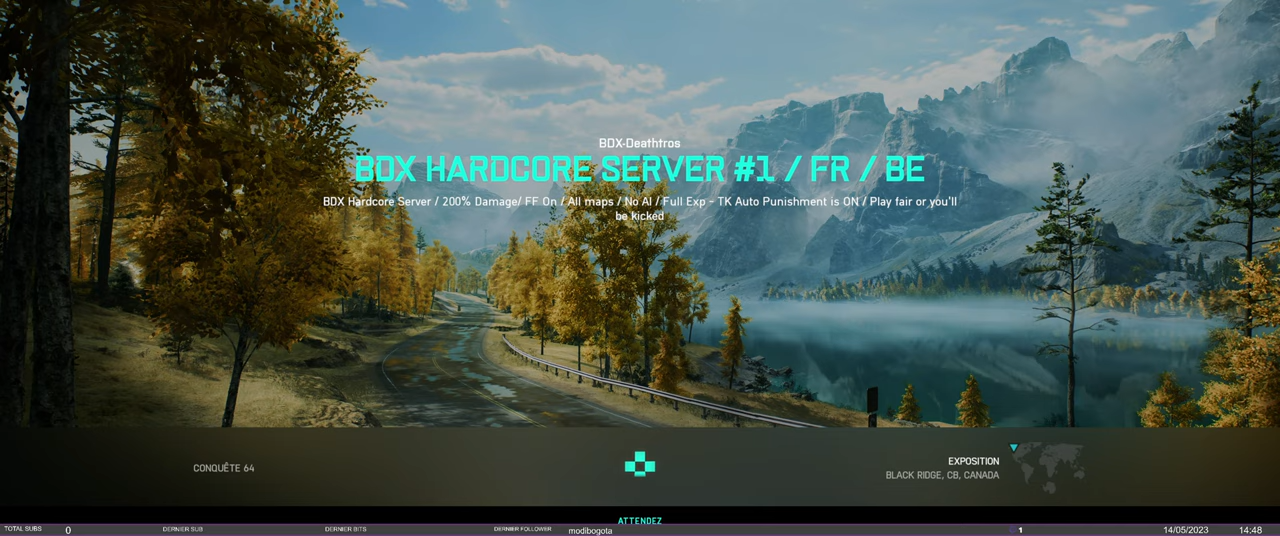 BDX-Deathtros
BDX HARDCORE SERVER #1 / FR / BE
BDX Hardcore Server / 200% Damage/ FF On / All maps / No AI / Full Exp - TK Auto Punishment is ON / Play fair or you'll
be kicked
CONQUÊTE 64
EXPOSITION
BLACK RIDGE, CB, CANADA
ATTENDEZ
TOTAL SUBS 0 DERNIER SUB DERNIER BITS DERNIER FOLLOWER modibogota 1 14/05/2023 14:48